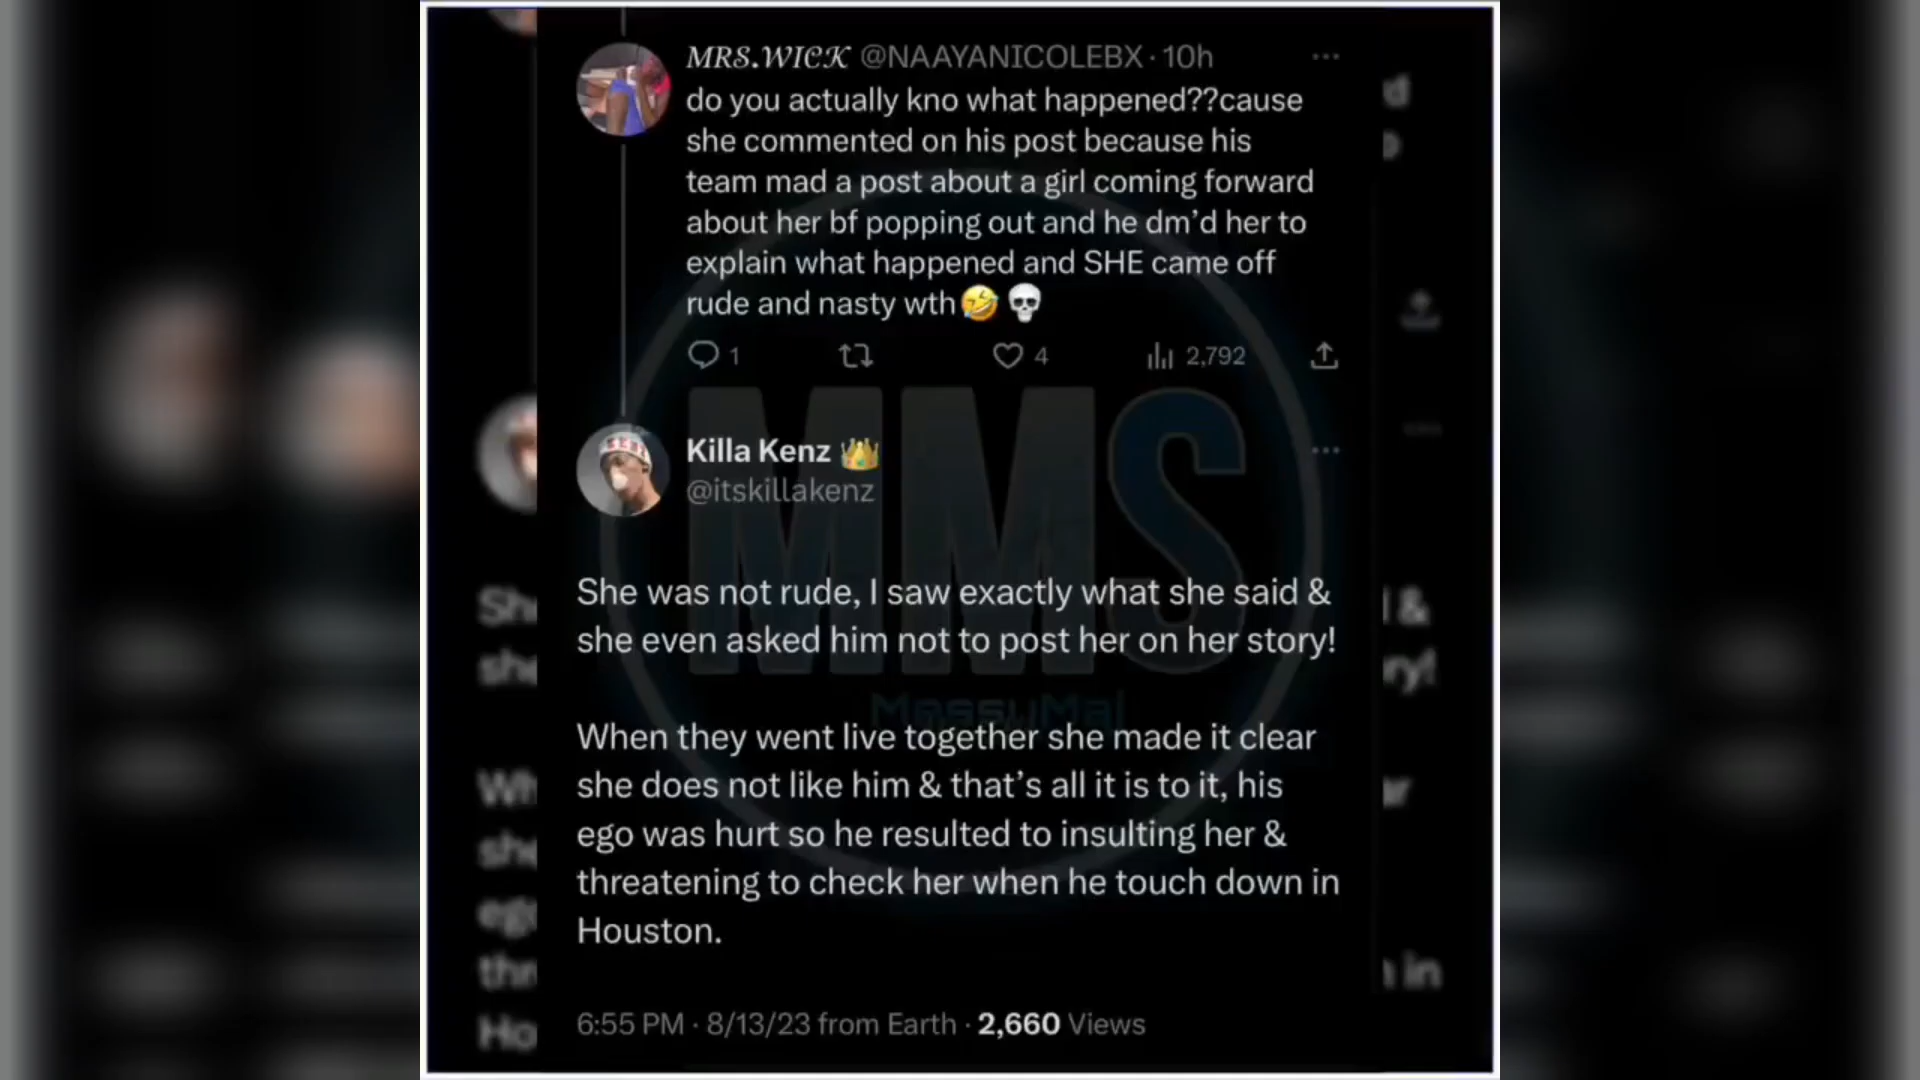 MRS.WICK @NAAYANICOLEBX · 10h
do you actually kno what happened??cause
she commented on his post because his
team mad a post about a girl coming forward
about her bf popping out and he dm’d her to
explain what happened and SHE came off
rude and nasty wth🤣💀
1 4 2,792
Killa Kenz 👑
@itskillakenz
MMS
She was not rude, I saw exactly what she said &
she even asked him not to post her on her story!
MessyMal
When they went live together she made it clear
she does not like him & that’s all it is to it, his
ego was hurt so he resulted to insulting her &
threatening to check her when he touch down in
Houston.
6:55 PM · 8/13/23 from Earth · 2,660 Views